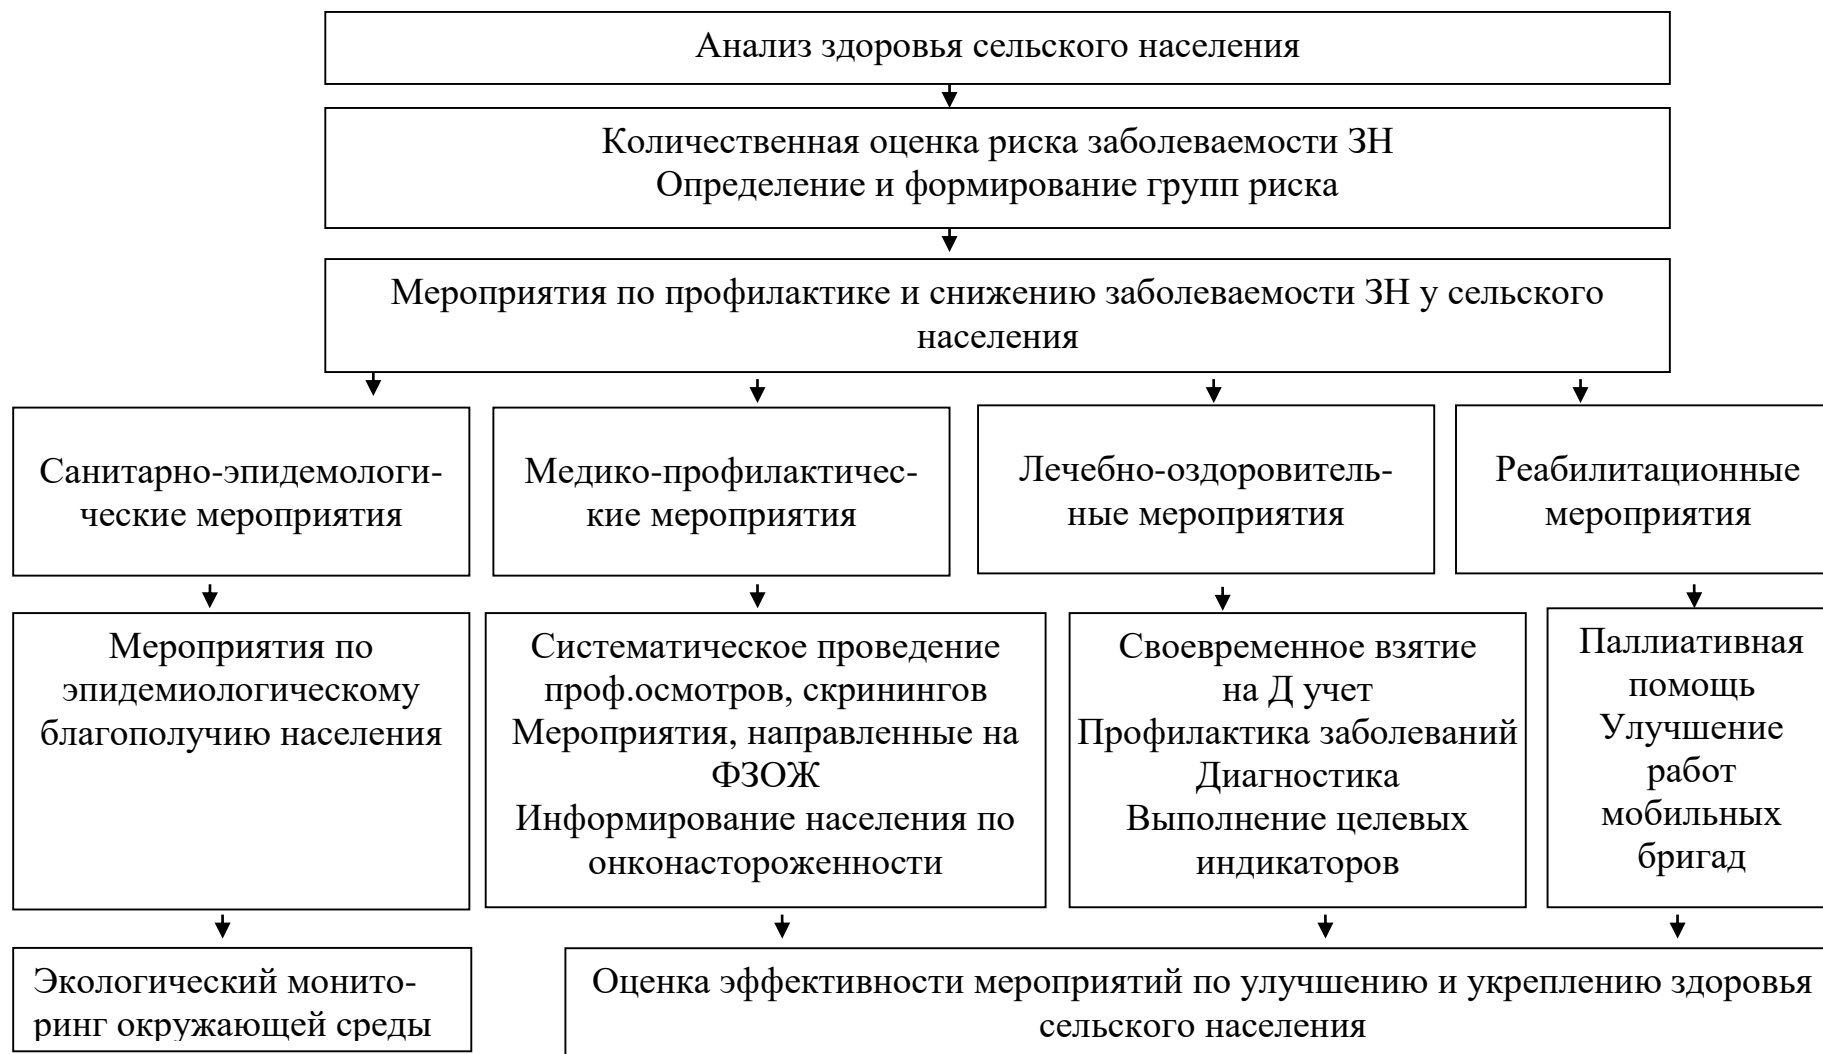 Анализ здоровья сельского населения
Количественная оценка риска заболеваемости ЗН
Определение и формирование групп риска
Мероприятия по профилактике и снижению заболеваемости ЗН у сельского
населения
Санитарно-эпидемологи-
ческие мероприятия
Медико-профилактичес-
кие мероприятия
Лечебно-оздоровитель-
ные мероприятия
Реабилитационные
мероприятия
Мероприятия по
эпидемиологическому
благополучию населения
Систематическое проведение
проф.осмотров, скринингов
Мероприятия, направленные на
ФЗОЖ
Информирование населения по
онконастороженности
Своевременное взятие
на Д учет
Профилактика заболеваний
Диагностика
Выполнение целевых
индикаторов
Паллиативная
помощь
Улучшение
работ
мобильных
бригад
Экологический монито-
ринг окружающей среды
Оценка эффективности мероприятий по улучшению и укреплению здоровья
сельского населения